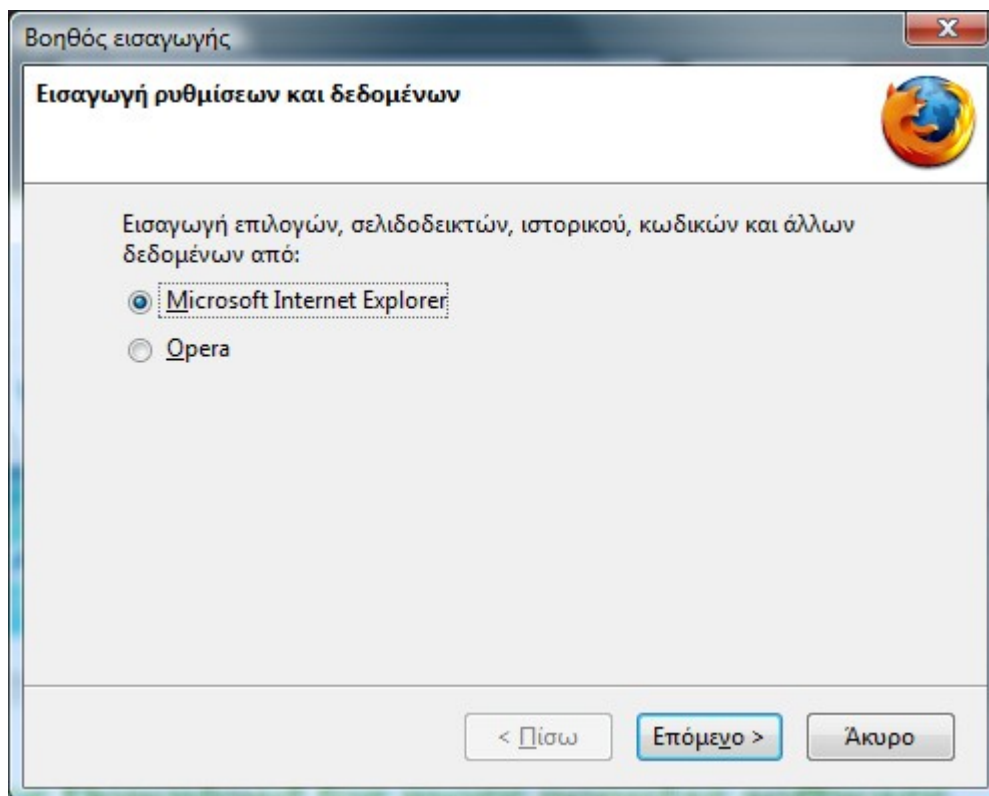 Βοηθός εισαγωγής
Εισαγωγή ρυθμίσεων και δεδομένων
Εισαγωγή επιλογών, σελιδοδεικτών, ιστορικού, κωδικών και άλλων
δεδομένων από:
Microsoft Internet Explorer
Opera
< Πίσω
Επόμενο >
Άκυρο